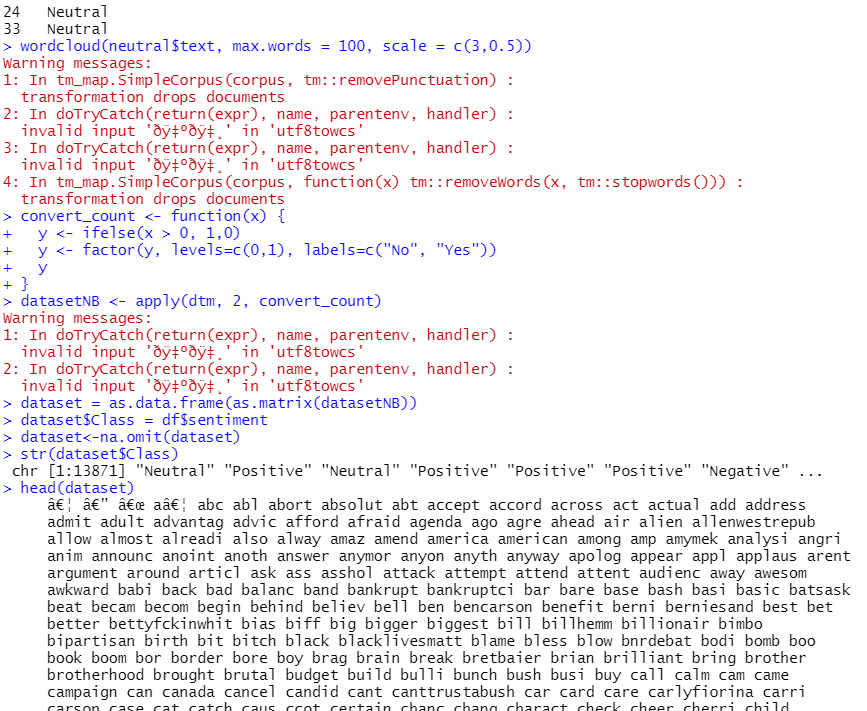 24   Neutral
33   Neutral
> wordcloud(neutral$text, max.words = 100, scale = c(3,0.5))
Warning messages:
1: In tm_map.SimpleCorpus(corpus, tm::removePunctuation) :
  transformation drops documents
2: In doTryCatch(return(expr), name, parentenv, handler) :
  invalid input 'ðŸ‡ºðŸ‡¸' in 'utf8towcs'
3: In doTryCatch(return(expr), name, parentenv, handler) :
  invalid input 'ðŸ‡ºðŸ‡¸' in 'utf8towcs'
4: In tm_map.SimpleCorpus(corpus, function(x) tm::removeWords(x, tm::stopwords())) :
  transformation drops documents
> convert_count <- function(x) {
+   y <- ifelse(x > 0, 1,0)
+   y <- factor(y, levels=c(0,1), labels=c("No", "Yes"))
+   y
+ }
> datasetNB <- apply(dtm, 2, convert_count)
Warning messages:
1: In doTryCatch(return(expr), name, parentenv, handler) :
  invalid input 'ðŸ‡ºðŸ‡¸' in 'utf8towcs'
2: In doTryCatch(return(expr), name, parentenv, handler) :
  invalid input 'ðŸ‡ºðŸ‡¸' in 'utf8towcs'
> dataset = as.data.frame(as.matrix(datasetNB))
> dataset$Class = df$sentiment
> dataset<-na.omit(dataset)
> str(dataset$Class)
 chr [1:13871] "Neutral" "Positive" "Neutral" "Positive" "Positive" "Positive" "Negative" ...
> head(dataset)
     â€¦ â€” â€œ aâ€¦ abc abl abort absolut abt accept accord across act actual add address
     admit adult advantag advic afford afraid agenda ago agre ahead air alien allenwestrepub
     allow almost alreadi also alway amaz amend america american among amp amymek analysi angri
     anim announc anoint anoth answer anymor anyon anyth anyway apolog appear appl applaus arent
     argument around articl ask ass asshol attack attempt attend attent audienc away awesom
     awkward babi back bad balanc band bankrupt bankruptci bar bare base bash basi basic batsask
     beat becam becom begin behind believ bell ben bencarson benefit berni berniesand best bet
     better bettyfckinwhit bias biff big bigger biggest bill billhemm billionair bimbo
     bipartisan birth bit bitch black blacklivesmatt blame bless blow bnrdebat bodi bomb boo
     book boom bor border bore boy brag brain break bretbaier brian brilliant bring brother
     brotherhood brought brutal budget build bulli bunch bush busi buy call calm cam came
     campaign can canada cancel candid cant canttrustabush car card care carlyfiorina carri
     carson case cat catch caus ccot certain chanc chang charact check cheer cherri child